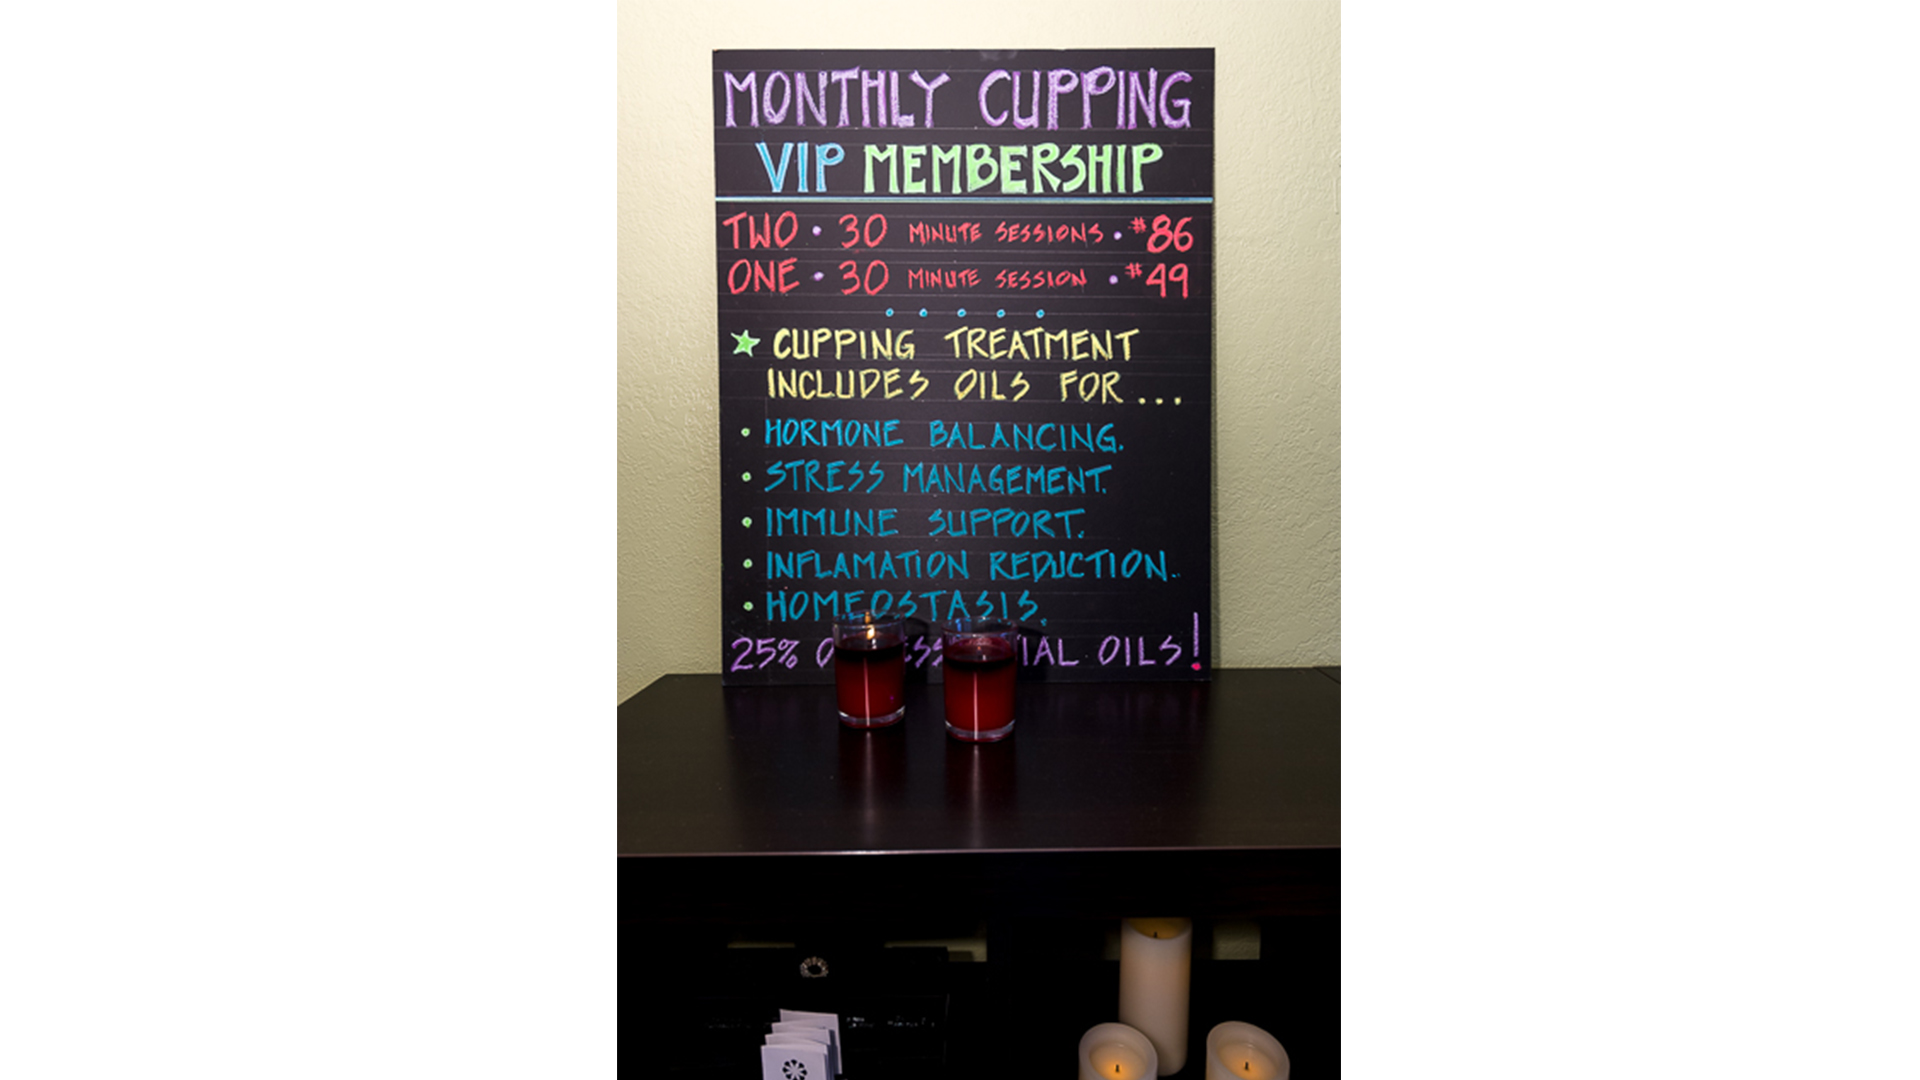 MONTHLY CUPPING
VIP MEMBERSHIP
TWO • 30 MINUTE SESSIONS • $86
ONE • 30 MINUTE SESSION • $49
CUPPING TREATMENT
INCLUDES OILS FOR...
• HORMONE BALANCING.
• STRESS MANAGEMENT.
• IMMUNE SUPPORT.
• INFLAMATION REDUCTION.
• HOMEOSTASIS.
25% OILS!